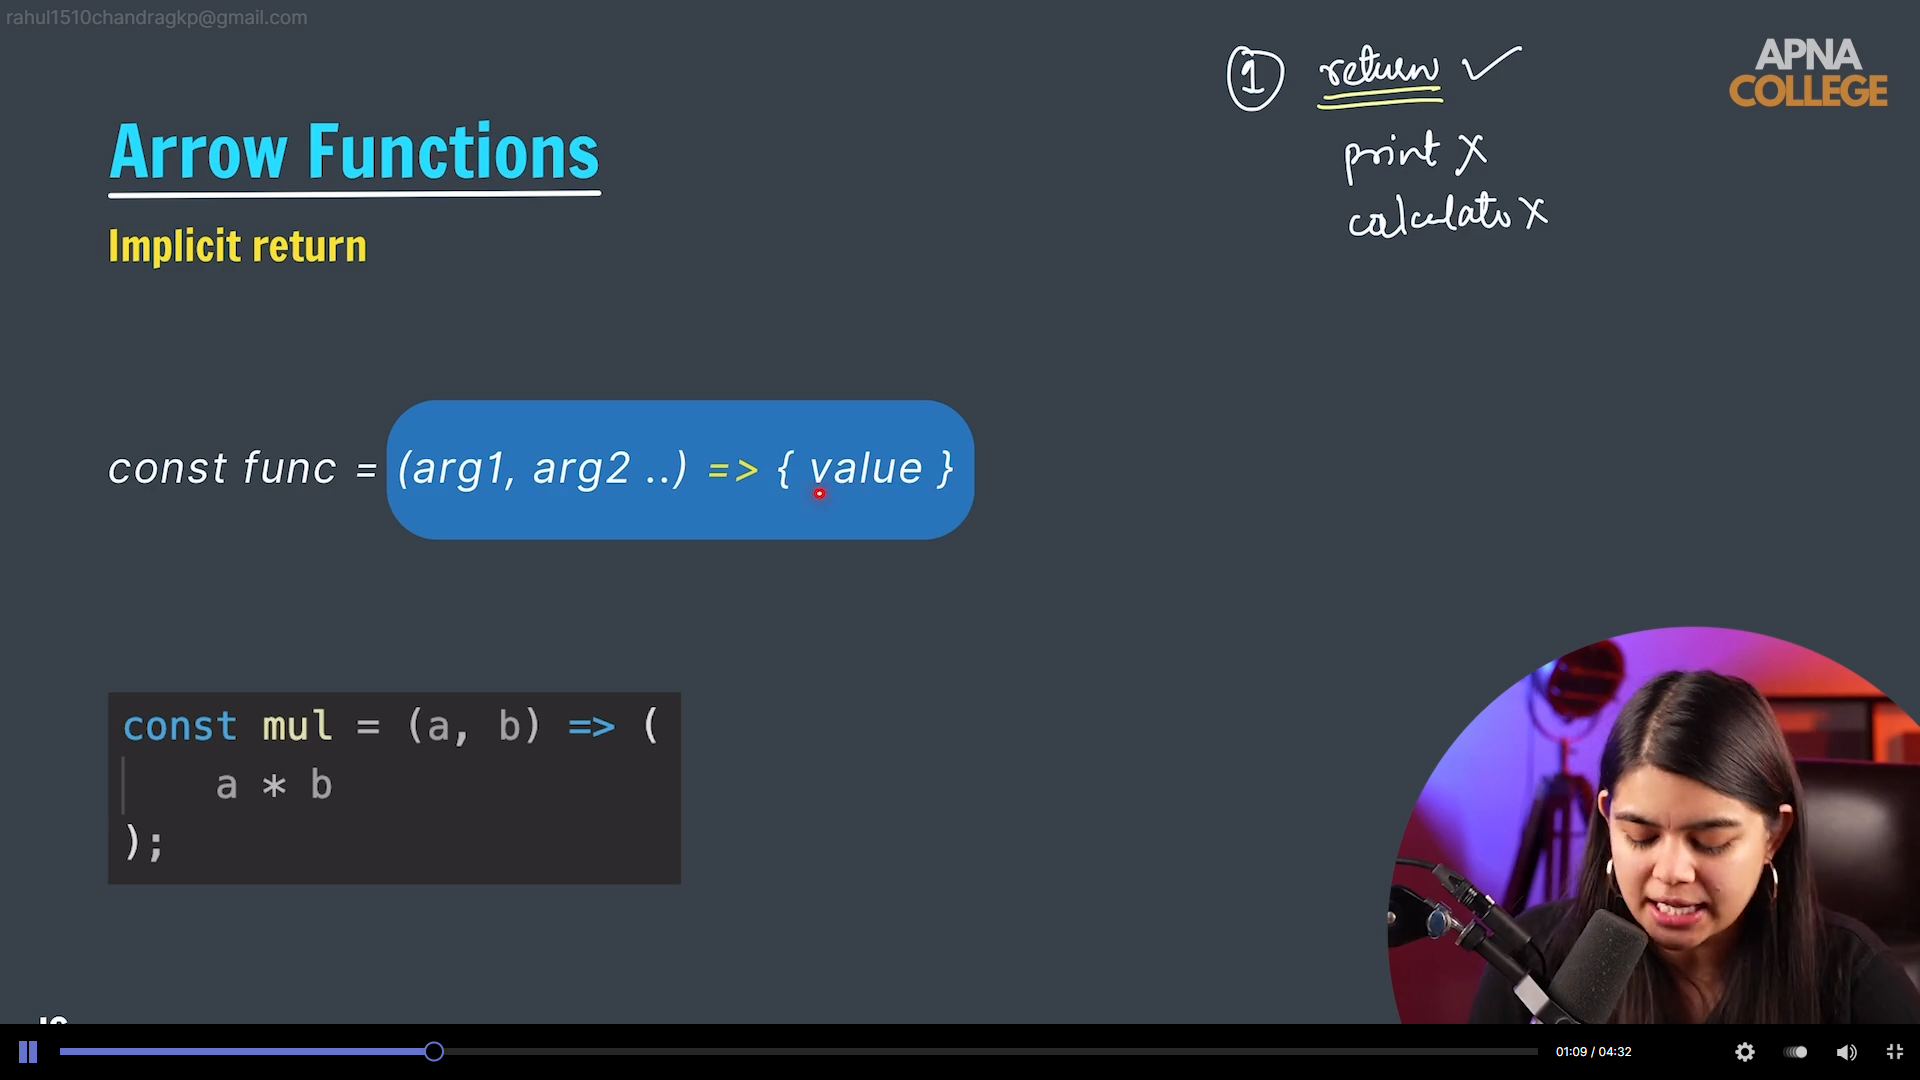 rahul1510chandragkp@gmail.com
1 return ✓
print X
calculate X
APNA
COLLEGE
Arrow Functions
Implicit return
const func = (arg1, arg2 ..) => { value }
const mul = (a, b) => (
a * b
);
01:09 / 04:32